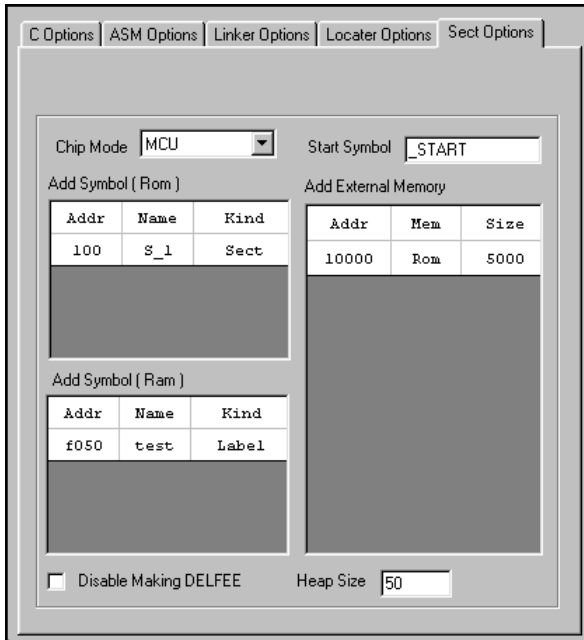 C Options ASM Options Linker Options Locater Options Sect Options
Chip Mode MCU Start Symbol _START
Add Symbol ( Rom )
Addr Name Kind
100 S_1 Sect
Add External Memory
Addr Mem Size
10000 Rom 5000
Add Symbol ( Ram )
Addr Name Kind
f050 test Label
Disable Making DELFEE Heap Size 50